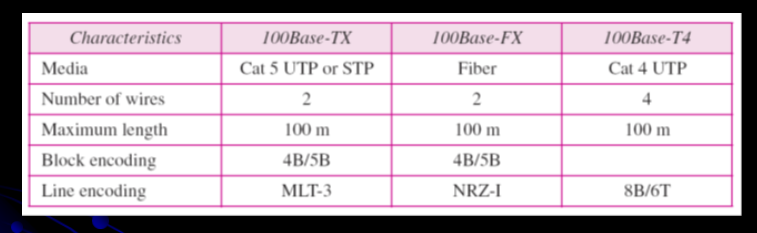 Characteristics 100Base-TX 100Base-FX 100Base-T4
Media Cat 5 UTP or STP Fiber Cat 4 UTP
Number of wires 2 2 4
Maximum length 100 m 100 m 100 m
Block encoding 4B/5B 4B/5B
Line encoding MLT-3 NRZ-I 8B/6T